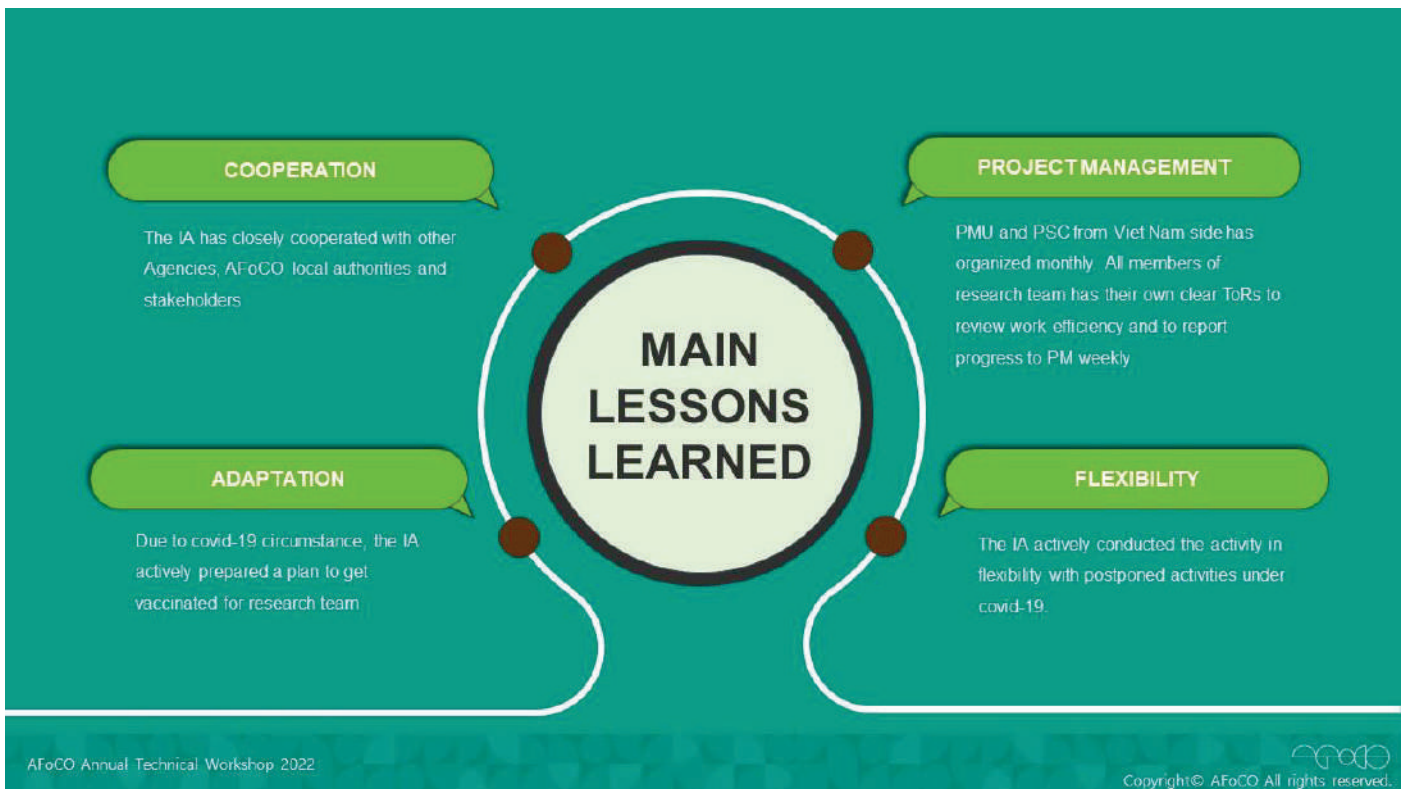 COOPERATION
The IA has closely cooperated with other
Agencies, AFoCO local authorities and
stakeholders
PROJECT MANAGEMENT
PMU and PSC from Viet Nam side has
organized monthly. All members of
research team has their own clear ToRs to
review work efficiency and to report
progress to PM weekly
MAIN
LESSONS
LEARNED
ADAPTATION
Due to covid-19 circumstance, the IA
actively prepared a plan to get
vaccinated for research team
FLEXIBILITY
The IA actively conducted the activity in
flexibility with postponed activities under
covid-19.
AFoCO Annual Technical Workshop 2022
AFoCO
Copyright© AFoCO All rights reserved.